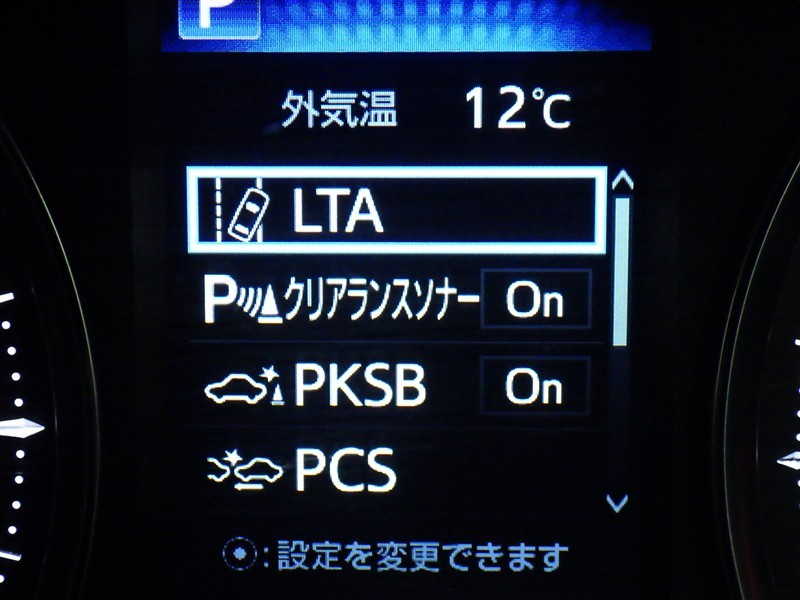 P
外気温 12℃
LTA
P クリアランスソナー On
PKSB On
PCS
: 設定を変更できます